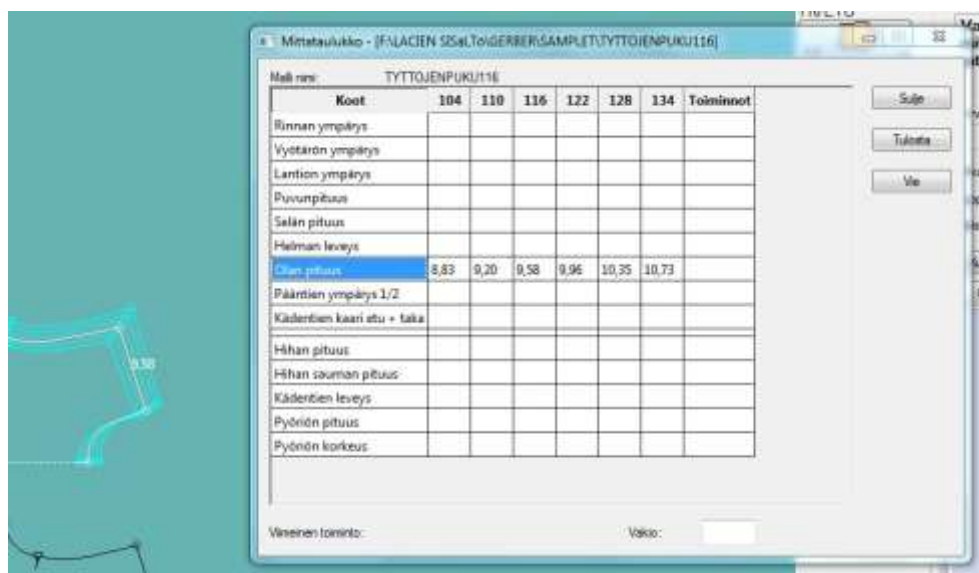 Mittataulukko - [F:\LACIEN SISaLTo\GERBER\SAMPLET\TYTTOJENPUKU116]
Malli nimi: TYTTOJENPUKU116
Koot 104 110 116 122 128 134 Toiminnot
Rinnan ympärys
Vyötärön ympärys
Lantion ympärys
Puvunpituus
Selän pituus
Helman leveys
Olan pituus 8,83 9,20 9,58 9,96 10,35 10,73
Pääntien ympärys 1/2
Kädentien kaari etu + taka
Hihan pituus
Hihan sauman pituus
Kädentien leveys
Pyöriön pituus
Pyöriön korkeus
Sulje
Tulosta
Vie
9,58
Viimeinen toiminto:
Vakio: